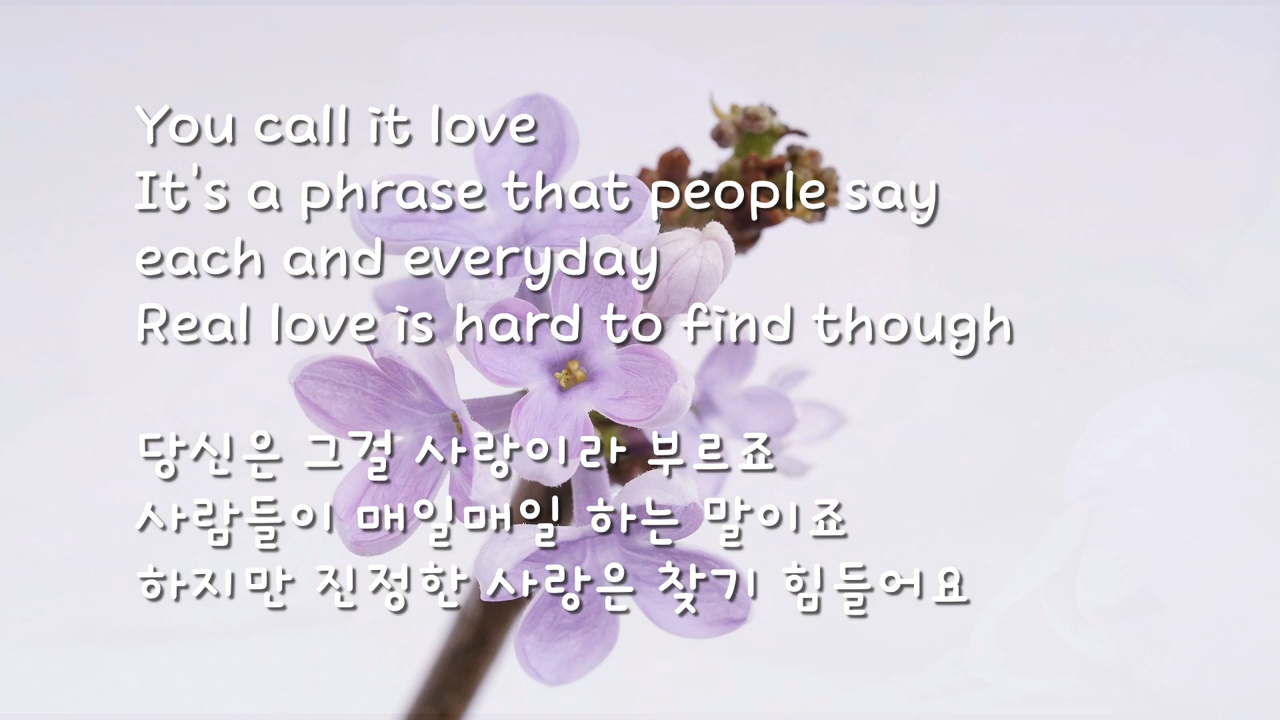 You call it love
It's a phrase that people say
each and everyday
Real love is hard to find though
당신은 그걸 사랑이라 부르죠
사람들이 매일매일 하는 말이죠
하지만 진정한 사랑은 찾기 힘들어요